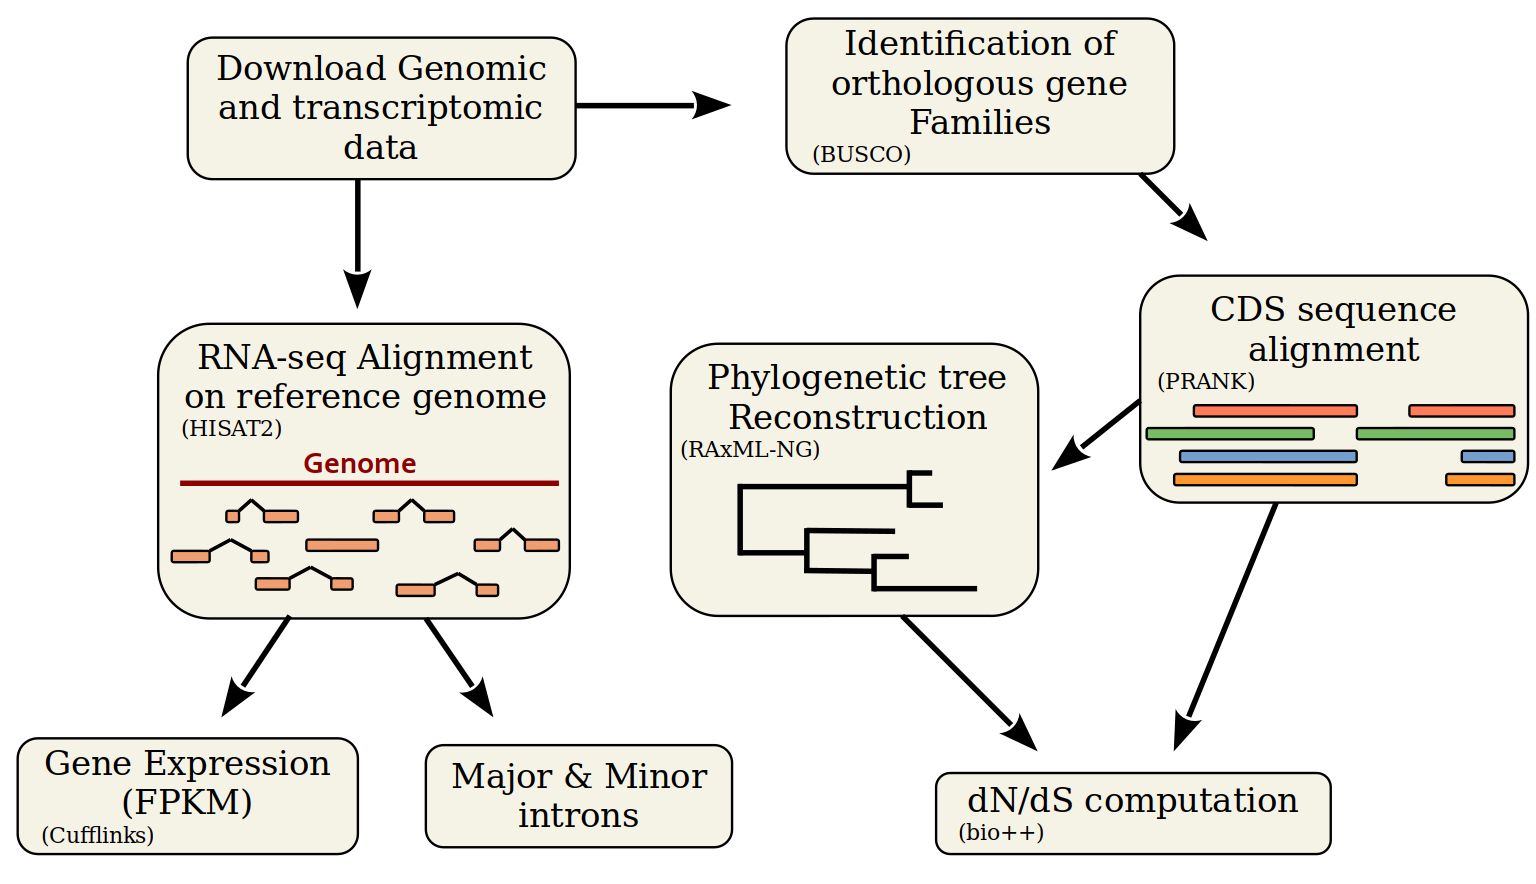 Download Genomic
and transcriptomic
data
Identification of
orthologous gene
Families
(BUSCO)
RNA-seq Alignment
on reference genome
(HISAT2)
Genome
Phylogenetic tree
Reconstruction
(RAxML-NG)
CDS sequence
alignment
(PRANK)
Gene Expression
(FPKM)
(Cufflinks)
Major & Minor
introns
dN/dS computation
(bio++)